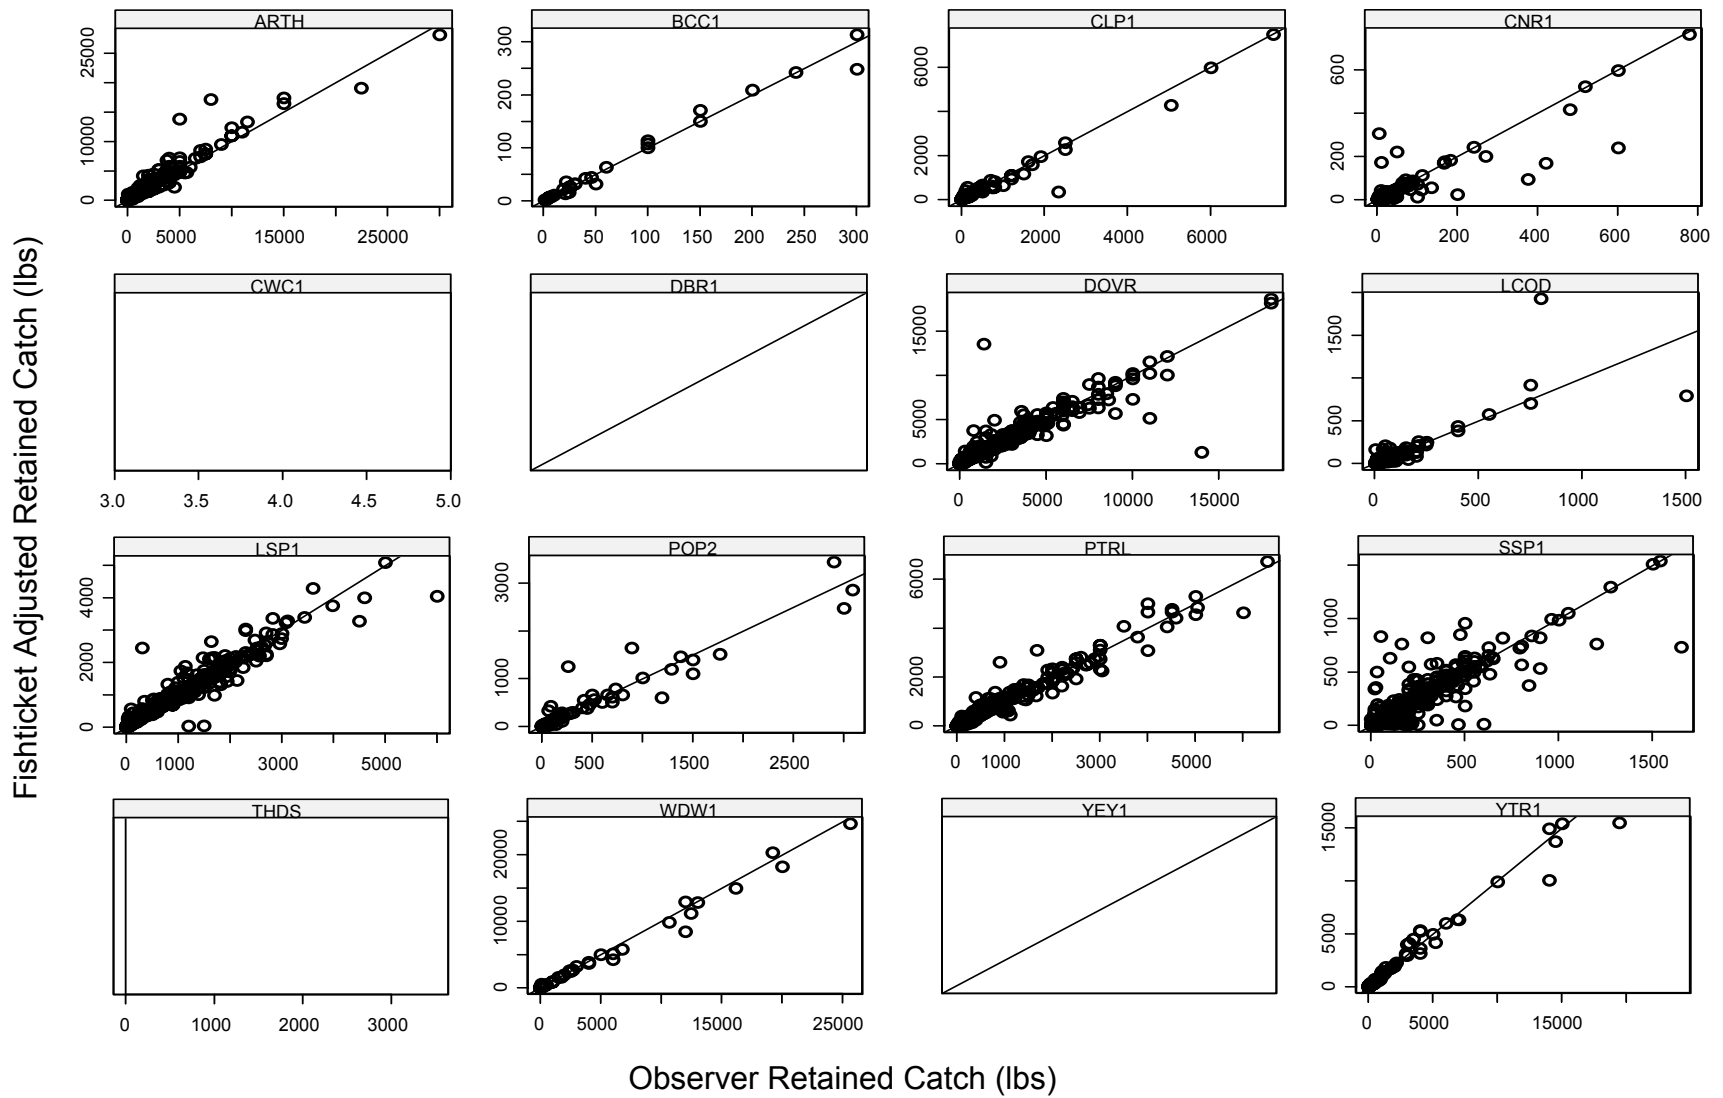 Fishticket Adjusted Retained Catch (lbs)
ARTH
BCC1
CLP1
CNR1
25000
10000
0
0 5000 15000 25000
300
200
100
0
0 50 100 150 200 250 300
6000
2000
0
0 2000 4000 6000
600
200
0
0 200 400 600 800
CWC1
DBR1
DOVR
LCOD
3.0 3.5 4.0 4.5 5.0
15000
5000
0
0 5000 10000 15000
1500
500
0
0 500 1000 1500
LSP1
POP2
PTRL
SSP1
4000
2000
0
0 1000 3000 5000
3000
1000
0
0 500 1500 2500
6000
2000
0
0 1000 3000 5000
1000
500
0
0 500 1000 1500
THDS
WDW1
YEY1
YTR1
0 1000 2000 3000
20000
10000
0
0 5000 15000 25000
15000
5000
0
0 5000 15000
Observer Retained Catch (lbs)